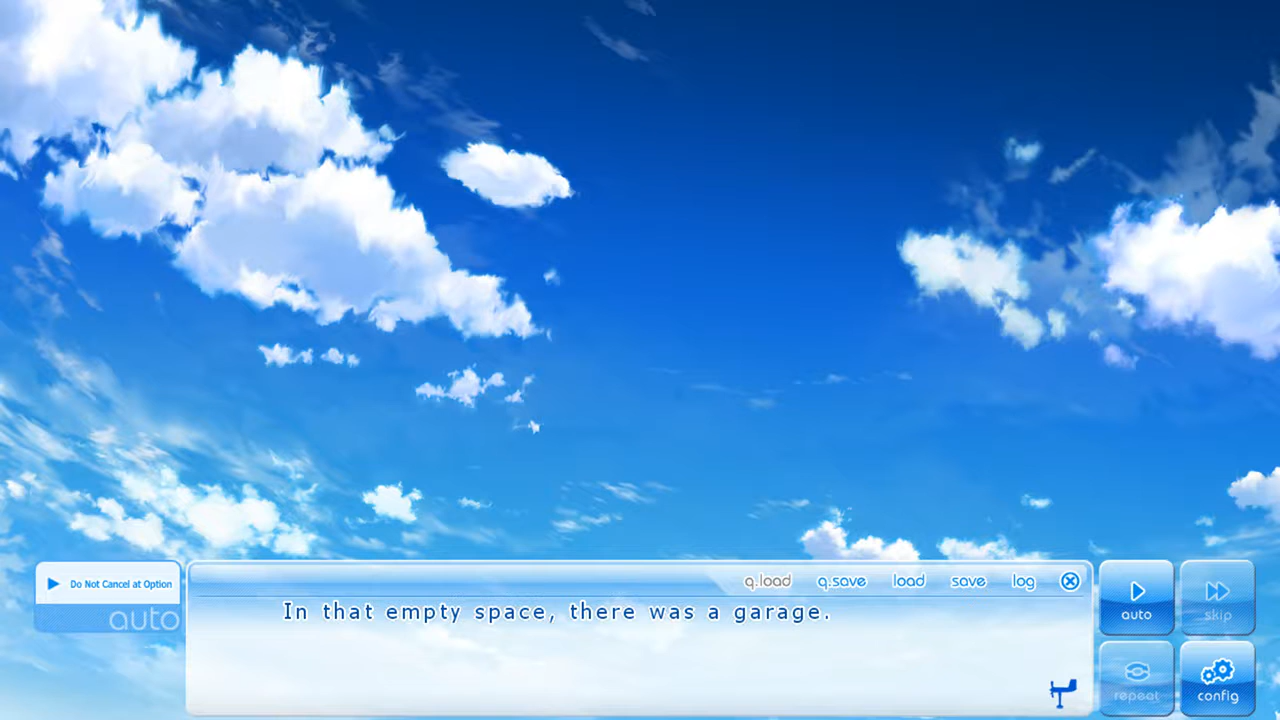 Do Not Cancel at Option
auto
q.load q.save load save log
In that empty space, there was a garage.
auto
skip
repeat
config